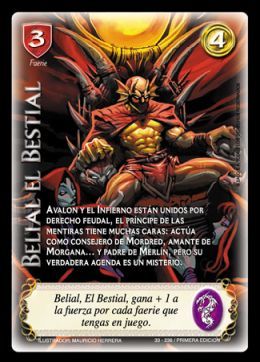 3
4
Faerie
Belial, El Bestial
Avalon y el Infierno están unidos por
derecho feudal, el príncipe de las
mentiras tiene muchas caras: actúa
como consejero de Mordred, amante de
Morgana... y padre de Merlín, pero su
verdadera agenda es un misterio.
Belial, El Bestial, gana + 1 a
la fuerza por cada faerie que
tengas en juego.
ILUSTRADOR: MAURICIO HERRERA
33 - 236 / PRIMERA EDICION